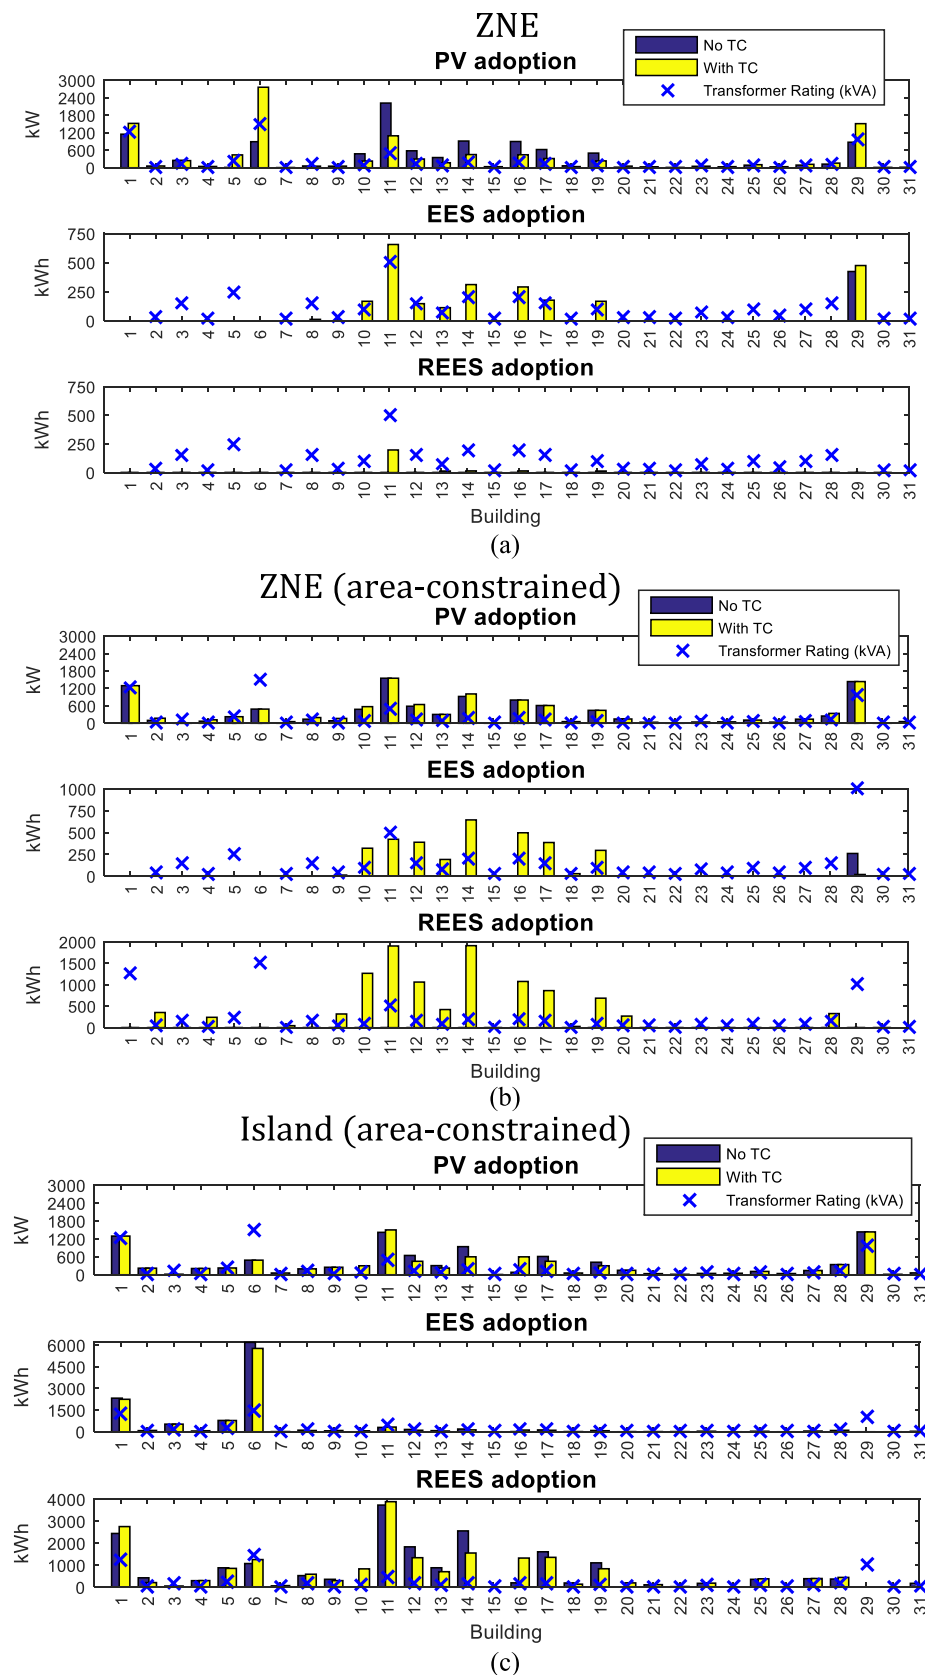 ZNE
PV adoption
No TC
With TC
Transformer Rating (kVA)
3000
2400
1800
1200
600
0
kW
1 2 3 4 5 6 7 8 9 10 11 12 13 14 15 16 17 18 19 20 21 22 23 24 25 26 27 28 29 30 31
EES adoption
750
500
250
0
kWh
1 2 3 4 5 6 7 8 9 10 11 12 13 14 15 16 17 18 19 20 21 22 23 24 25 26 27 28 29 30 31
REES adoption
750
500
250
0
kWh
1 2 3 4 5 6 7 8 9 10 11 12 13 14 15 16 17 18 19 20 21 22 23 24 25 26 27 28 29 30 31
Building
(a)
ZNE (area-constrained)
PV adoption
No TC
With TC
Transformer Rating (kVA)
3000
2400
1800
1200
600
0
kW
1 2 3 4 5 6 7 8 9 10 11 12 13 14 15 16 17 18 19 20 21 22 23 24 25 26 27 28 29 30 31
EES adoption
1000
750
500
250
0
kWh
1 2 3 4 5 6 7 8 9 10 11 12 13 14 15 16 17 18 19 20 21 22 23 24 25 26 27 28 29 30 31
REES adoption
2000
1500
1000
500
0
kWh
1 2 3 4 5 6 7 8 9 10 11 12 13 14 15 16 17 18 19 20 21 22 23 24 25 26 27 28 29 30 31
Building
(b)
Island (area-constrained)
PV adoption
No TC
With TC
Transformer Rating (kVA)
3000
2400
1800
1200
600
0
kW
1 2 3 4 5 6 7 8 9 10 11 12 13 14 15 16 17 18 19 20 21 22 23 24 25 26 27 28 29 30 31
EES adoption
6000
4500
3000
1500
0
kWh
1 2 3 4 5 6 7 8 9 10 11 12 13 14 15 16 17 18 19 20 21 22 23 24 25 26 27 28 29 30 31
REES adoption
4000
3000
2000
1000
0
kWh
1 2 3 4 5 6 7 8 9 10 11 12 13 14 15 16 17 18 19 20 21 22 23 24 25 26 27 28 29 30 31
Building
(c)